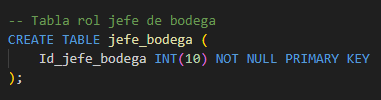 -- Tabla rol jefe de bodega
CREATE TABLE jefe_bodega (
    Id_jefe_bodega INT(10) NOT NULL PRIMARY KEY
);